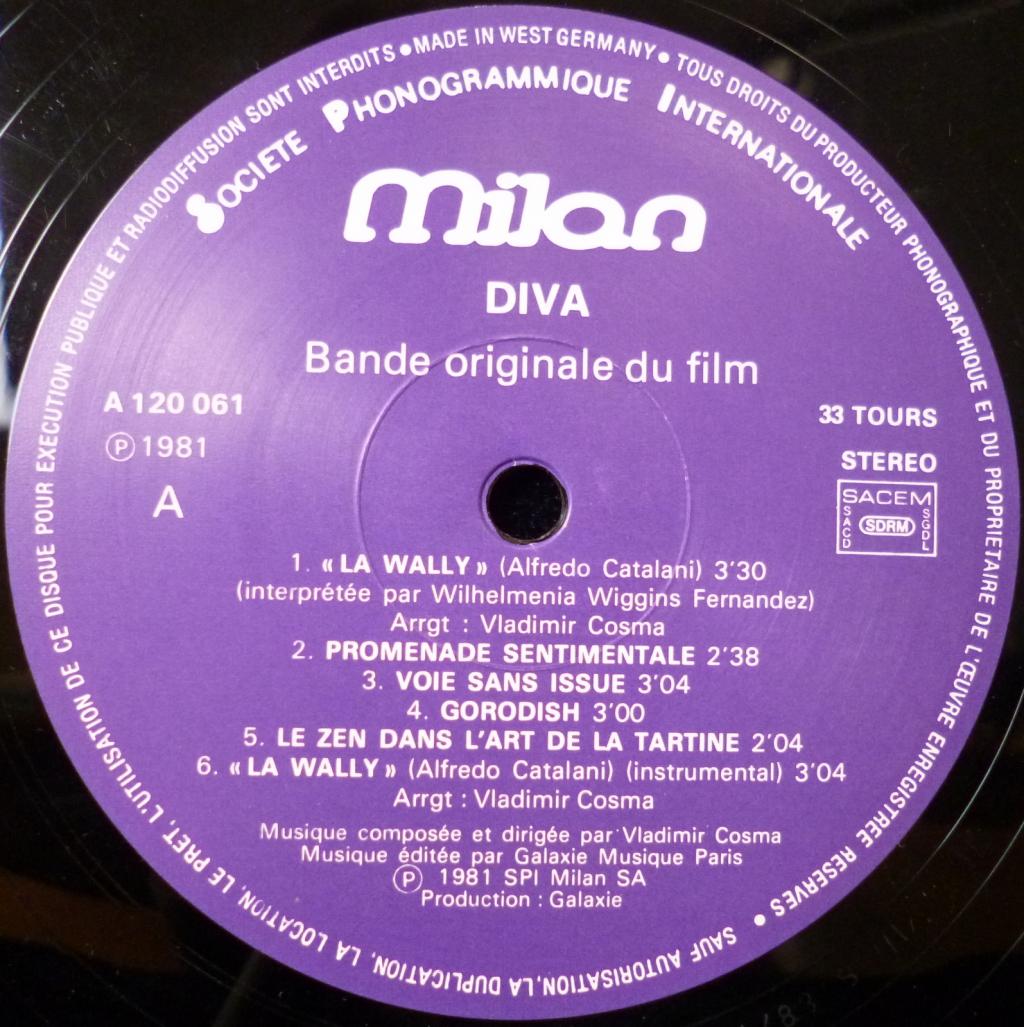 TOUS DROITS DU PRODUCTEUR PHONOGRAPHIQUE ET DU PROPRIETAIRE DE L'ŒUVRE ENREGISTREE RESERVES • SAUF AUTORISATION, LA DUPLICATION, LA LOCATION, LE PRET, L'UTILISATION DE CE DISQUE POUR EXECUTION PUBLIQUE ET RADIODIFFUSION SONT INTERDITS • MADE IN WEST GERMANY •
SOCIETE PHONOGRAMMIQUE INTERNATIONALE
milan
DIVA
Bande originale du film
A 120 061
Ⓟ 1981
A
33 TOURS
STEREO
SACEM
SACD
SDRM
SGDL
1. « LA WALLY » (Alfredo Catalani) 3'30
(interprétée par Wilhelmenia Wiggins Fernandez)
Arrgt : Vladimir Cosma
2. PROMENADE SENTIMENTALE 2'38
3. VOIE SANS ISSUE 3'04
4. GORODISH 3'00
5. LE ZEN DANS L'ART DE LA TARTINE 2'04
6. « LA WALLY » (Alfredo Catalani) (instrumental) 3'04
Arrgt : Vladimir Cosma
Musique composée et dirigée par Vladimir Cosma
Musique éditée par Galaxie Musique Paris
Ⓟ 1981 SPI Milan SA
Production : Galaxie